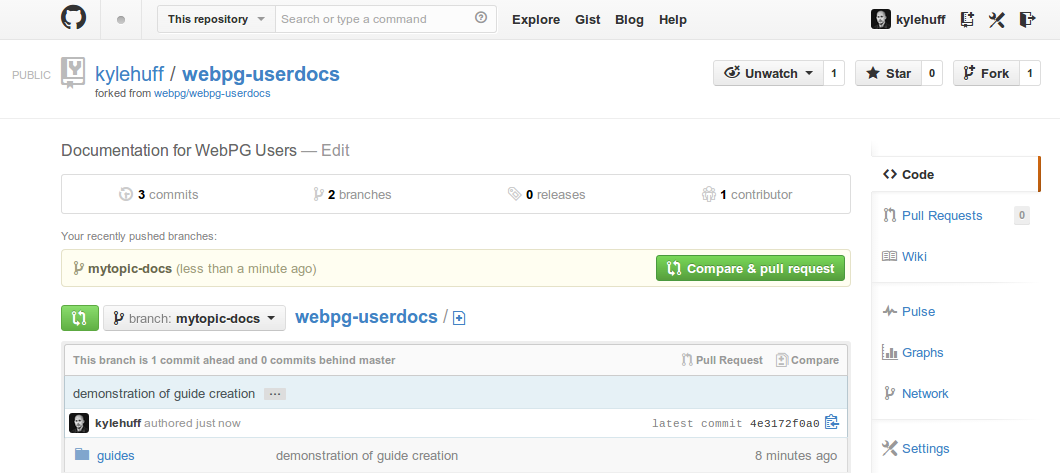 This repository Search or type a command Explore Gist Blog Help kylehuff
PUBLIC kylehuff / webpg-userdocs Unwatch 1 Star 0 Fork 1
forked from webpg/webpg-userdocs
Documentation for WebPG Users — Edit
3 commits 2 branches 0 releases 1 contributor
Your recently pushed branches:
mytopic-docs (less than a minute ago) Compare & pull request
branch: mytopic-docs webpg-userdocs /
This branch is 1 commit ahead and 0 commits behind master Pull Request Compare
demonstration of guide creation ...
kylehuff authored just now latest commit 4e3172f0a0
guides demonstration of guide creation 8 minutes ago
Code
Pull Requests 0
Wiki
Pulse
Graphs
Network
Settings